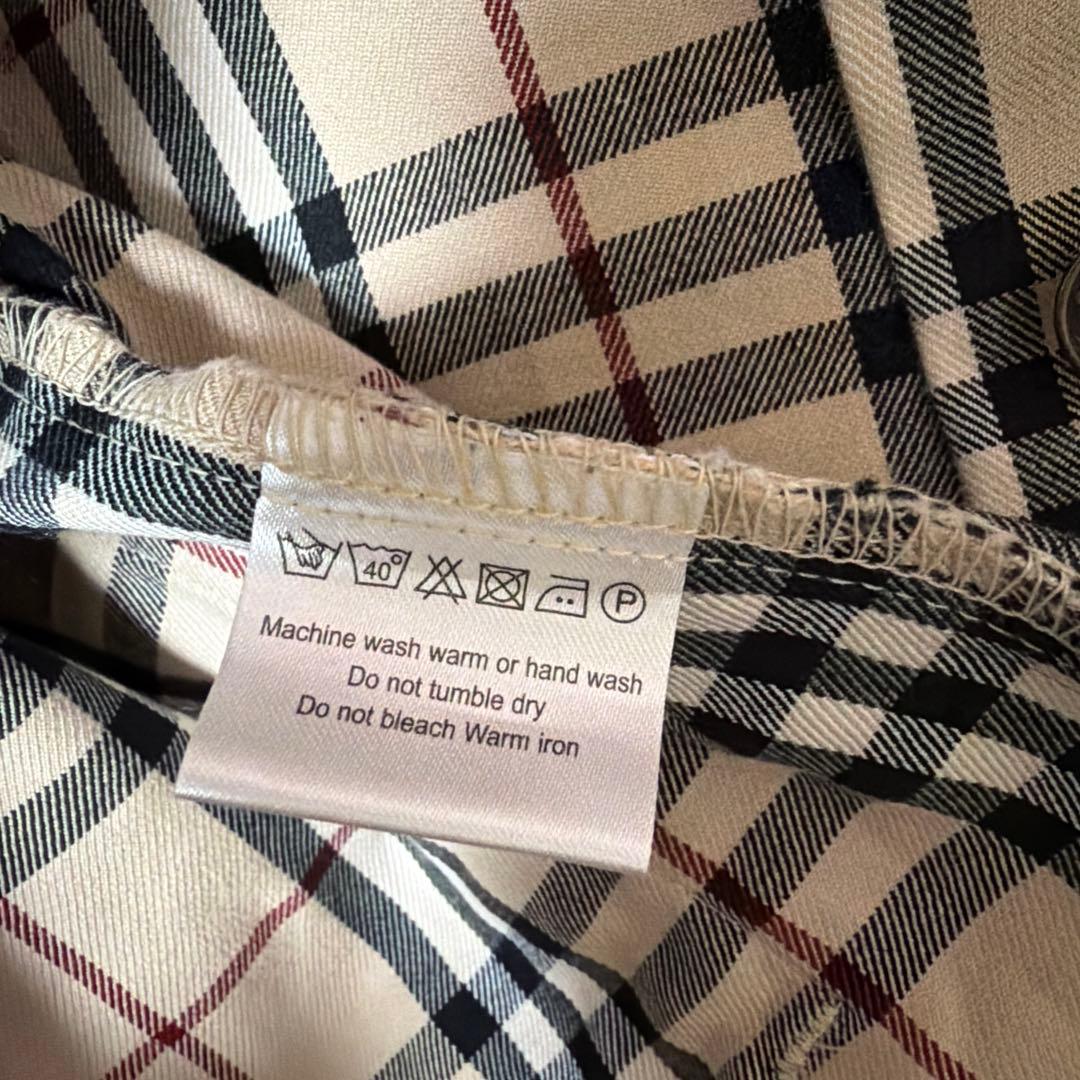 40° P
Machine wash warm or hand wash
Do not tumble dry
Do not bleach Warm iron